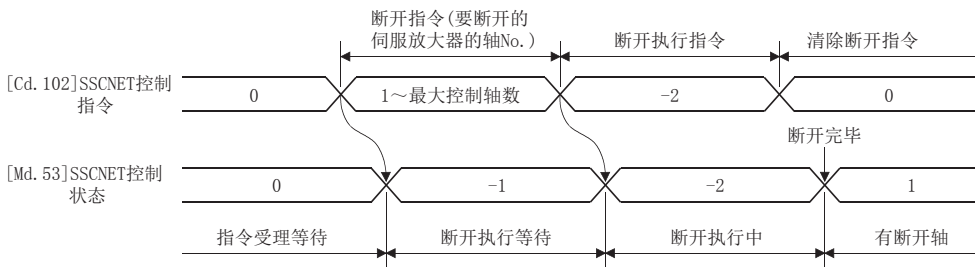 断开指令(要断开的
伺服放大器的轴No.)
断开执行指令
清除断开指令
[Cd.102]SSCNET控制
指令
0
1～最大控制轴数
-2
0
断开完毕
[Md.53]SSCNET控制
状态
0
-1
-2
1
指令受理等待
断开执行等待
断开执行中
有断开轴